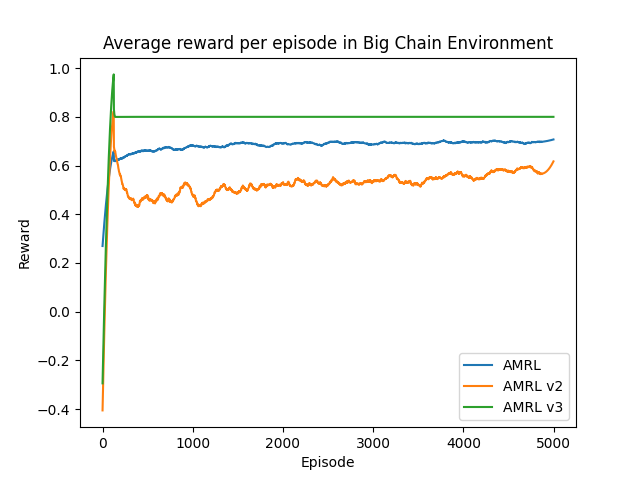 Average reward per episode in Big Chain Environment
Reward
1.0
0.8
0.6
0.4
0.2
0.0
−0.2
−0.4
0
1000
2000
3000
4000
5000
Episode
AMRL
AMRL v2
AMRL v3